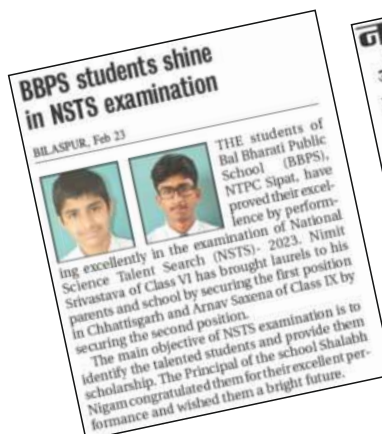 BBPS students shine
in NSTS examination
BILASPUR, Feb 23
THE students of
Bal Bharati Public
School (BBPS),
NTPC Sipat, have
proved their excel-
lence by perform-
ing excellently in the examination of National
Science Talent Search (NSTS)- 2023. Nimit
Srivastava of Class VI has brought laurels to his
parents and school by securing the first position
in Chhattisgarh and Arnav Saxena of Class IX by
securing the second position.
The main objective of NSTS examination is to
identify the talented students and provide them
scholarship. The Principal of the school Shalabh
Nigam congratulated them for their excellent per-
formance and wished them a bright future.